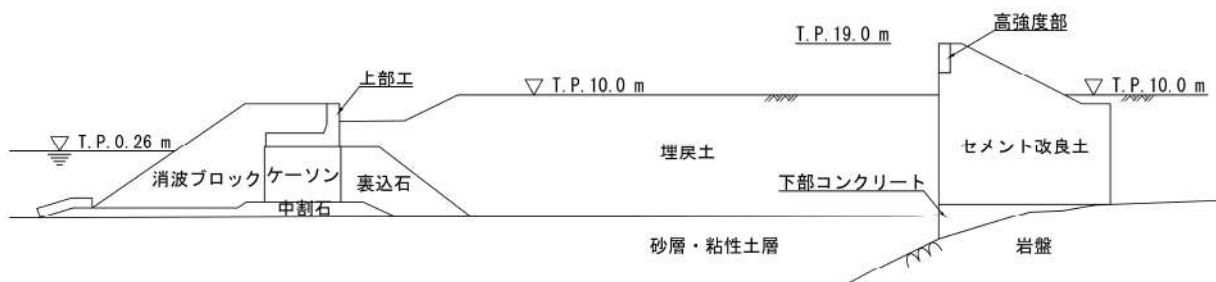 T.P.19.0 m
高強度部
上部工
T.P.10.0 m
T.P.10.0 m
T.P.0.26 m
埋戻土
セメント改良土
消波ブロック
ケーソン
裏込石
下部コンクリート
中割石
砂層・粘性土層
岩盤